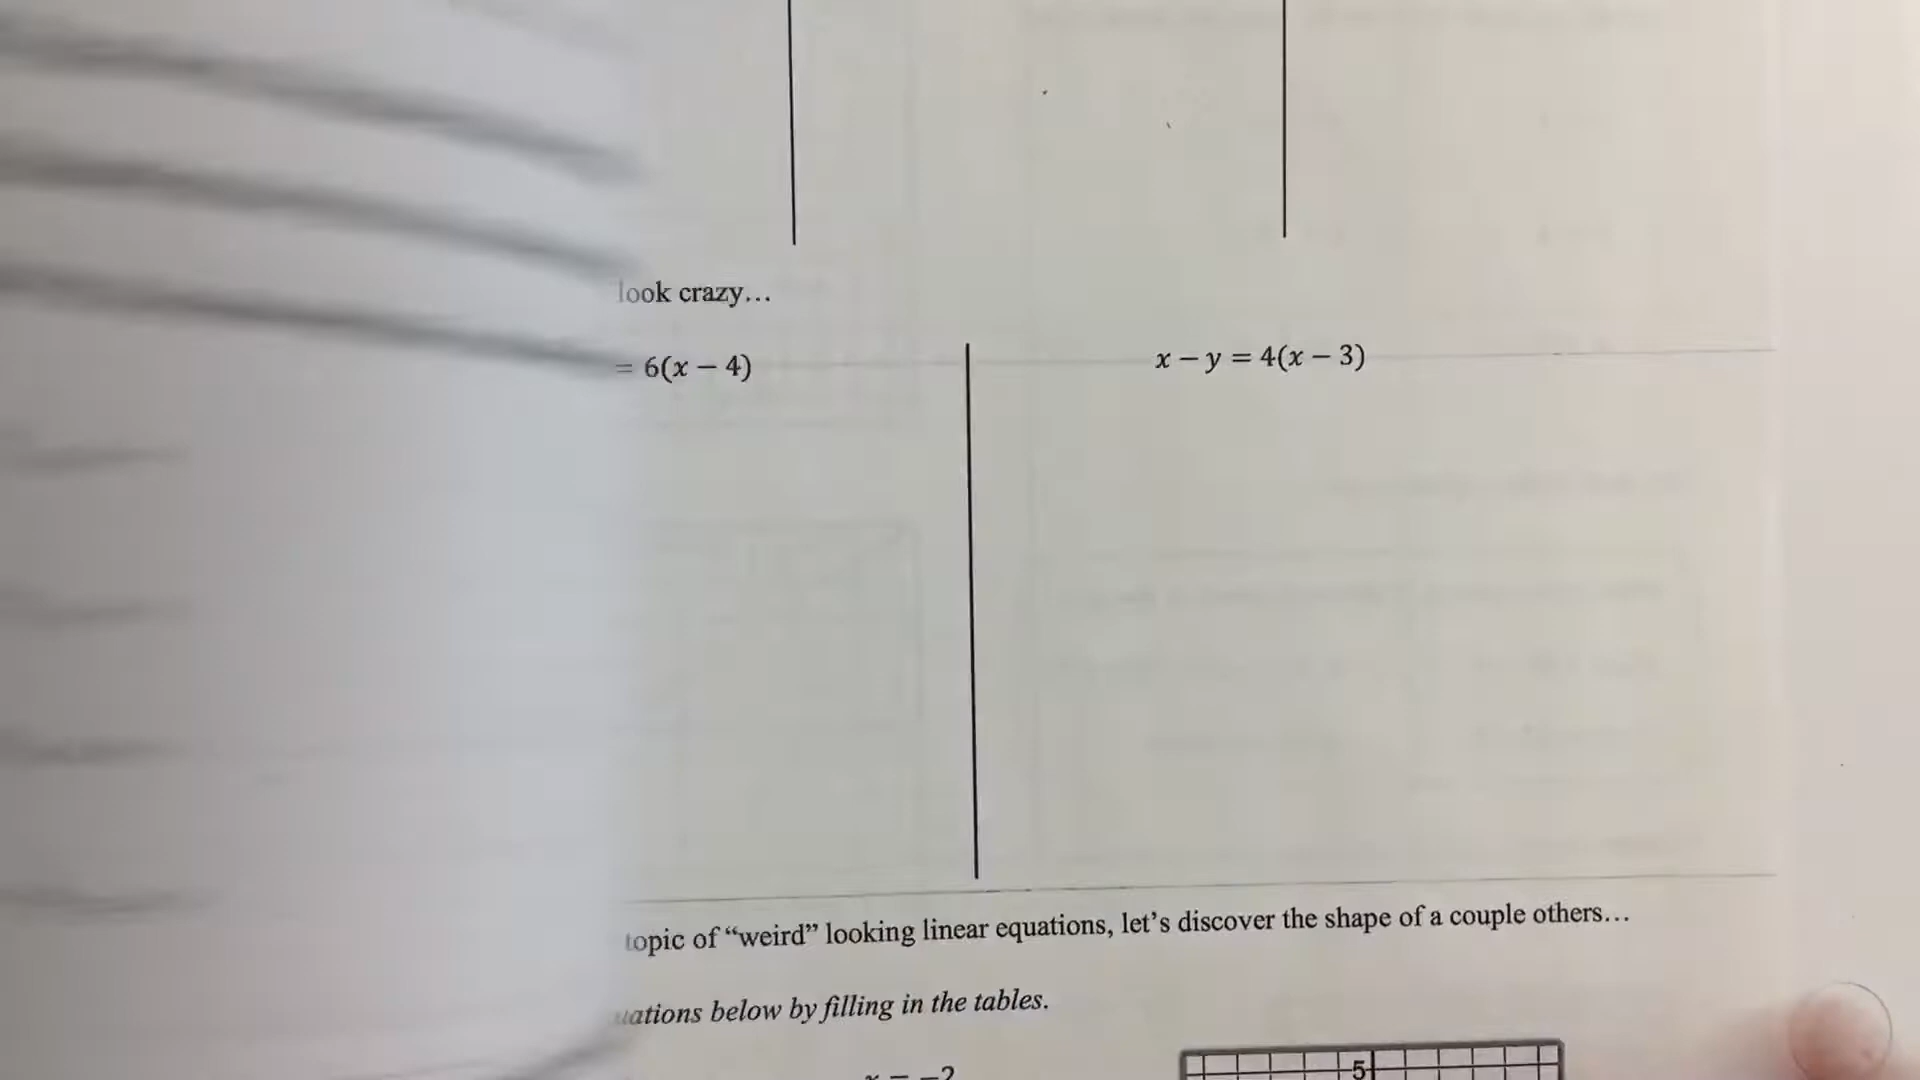 look crazy…
= 6(x − 4)
x − y = 4(x − 3)
topic of “weird” looking linear equations, let’s discover the shape of a couple others…
below by filling in the tables.
x = −2
5